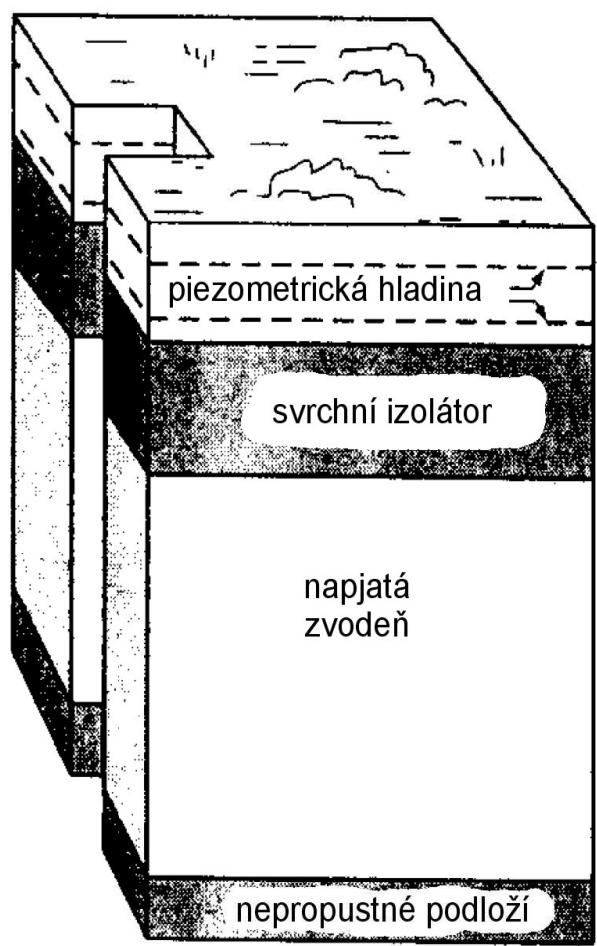 piezometrická hladina
svrchní izolátor
napjatá
zvodeň
nepropustné podloží